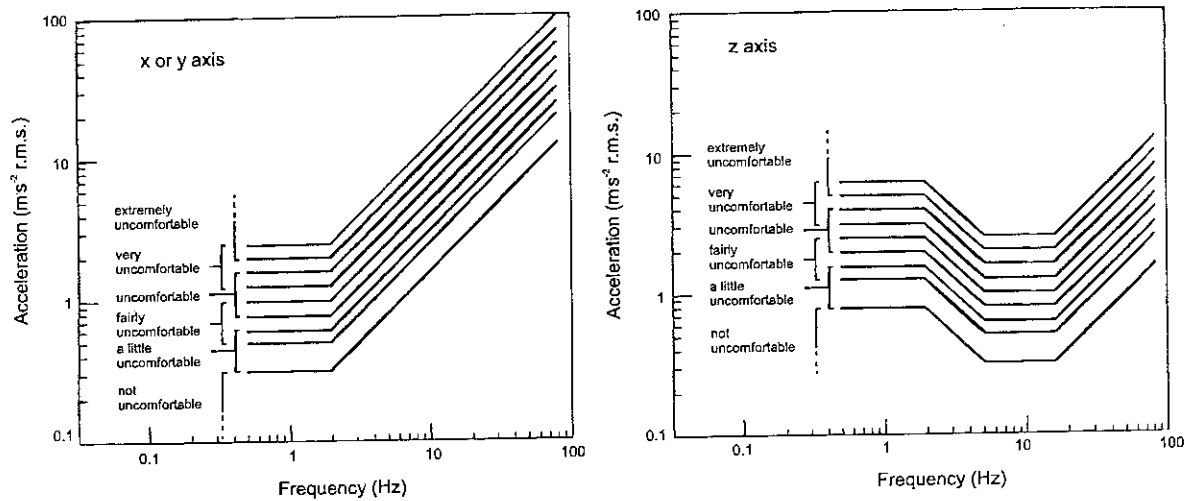 x or y axis
Acceleration (m·s⁻² r.m.s.)
100
10
1
0.1
extremely
uncomfortable
very
uncomfortable
uncomfortable
fairly
uncomfortable
a little
uncomfortable
not
uncomfortable
0.1
1
10
100
Frequency (Hz)
z axis
Acceleration (m·s⁻² r.m.s.)
100
10
1
0.1
extremely
uncomfortable
very
uncomfortable
uncomfortable
fairly
uncomfortable
a little
uncomfortable
not
uncomfortable
0.1
1
10
100
Frequency (Hz)